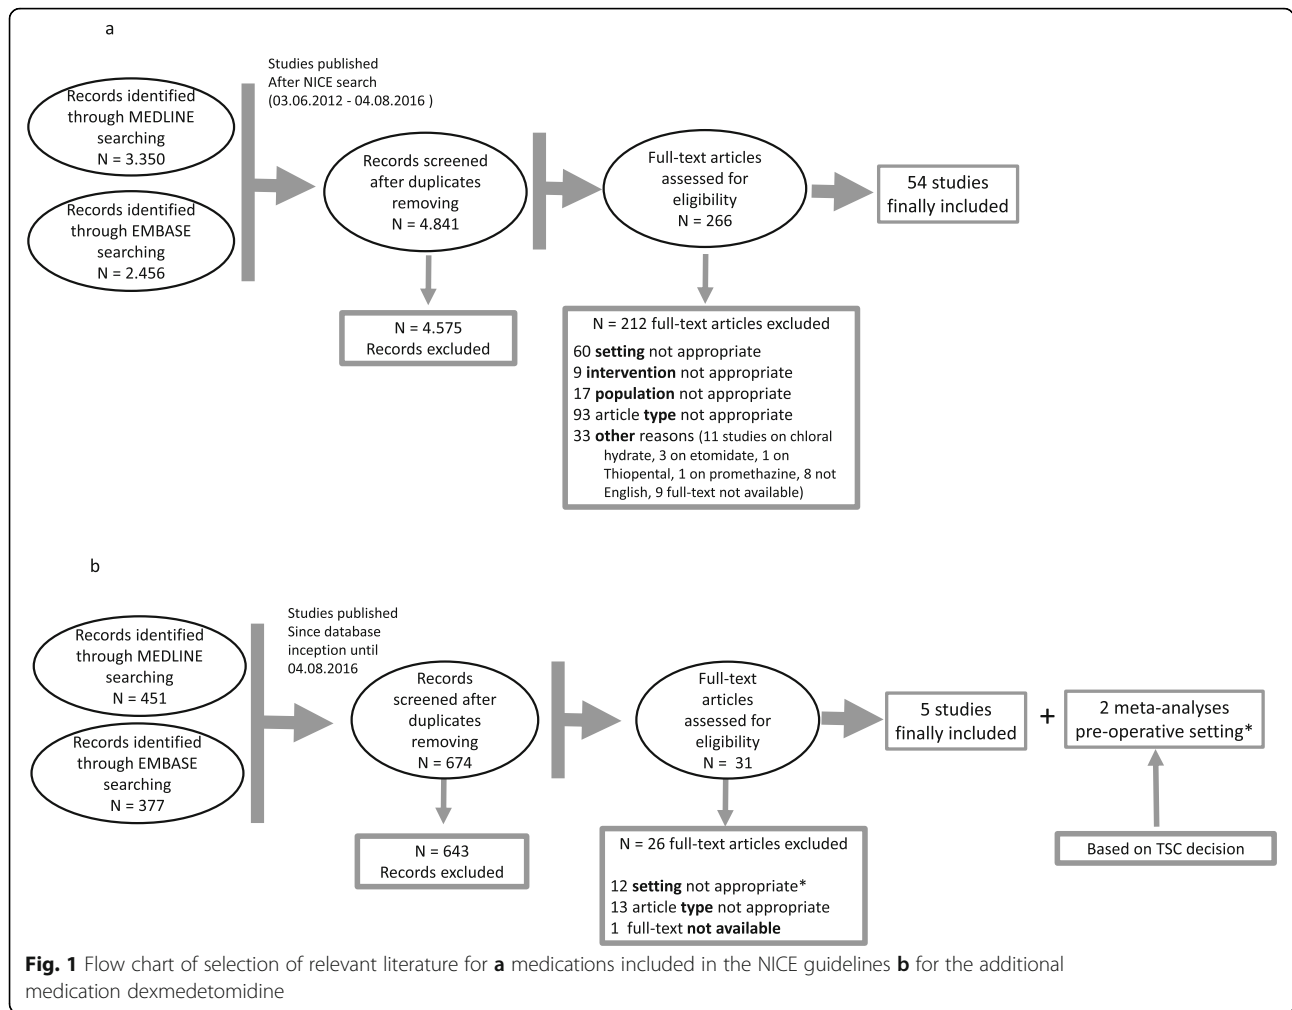 a
Studies published
After NICE search
(03.06.2012 - 04.08.2016 )
Records identified
through MEDLINE
searching
N = 3.350
Records identified
through EMBASE
searching
N = 2.456
Records screened
after duplicates
removing
N = 4.841
Full-text articles
assessed for
eligibility
N = 266
54 studies
finally included
N = 4.575
Records excluded
N = 212 full-text articles excluded
60 setting not appropriate
9 intervention not appropriate
17 population not appropriate
93 article type not appropriate
33 other reasons (11 studies on chloral
hydrate, 3 on etomidate, 1 on
Thiopental, 1 on promethazine, 8 not
English, 9 full-text not available)
b
Studies published
Since database
inception until
04.08.2016
Records identified
through MEDLINE
searching
N = 451
Records identified
through EMBASE
searching
N = 377
Records
screened after
duplicates
removing
N = 674
Full-text
articles
assessed for
eligibility
N =  31
5 studies
finally included
+
2 meta-analyses
pre-operative setting*
Based on TSC decision
N = 643
Records excluded
N = 26 full-text articles excluded
12 setting not appropriate*
13 article type not appropriate
1  full-text not available
Fig. 1 Flow chart of selection of relevant literature for a medications included in the NICE guidelines b for the additional
medication dexmedetomidine